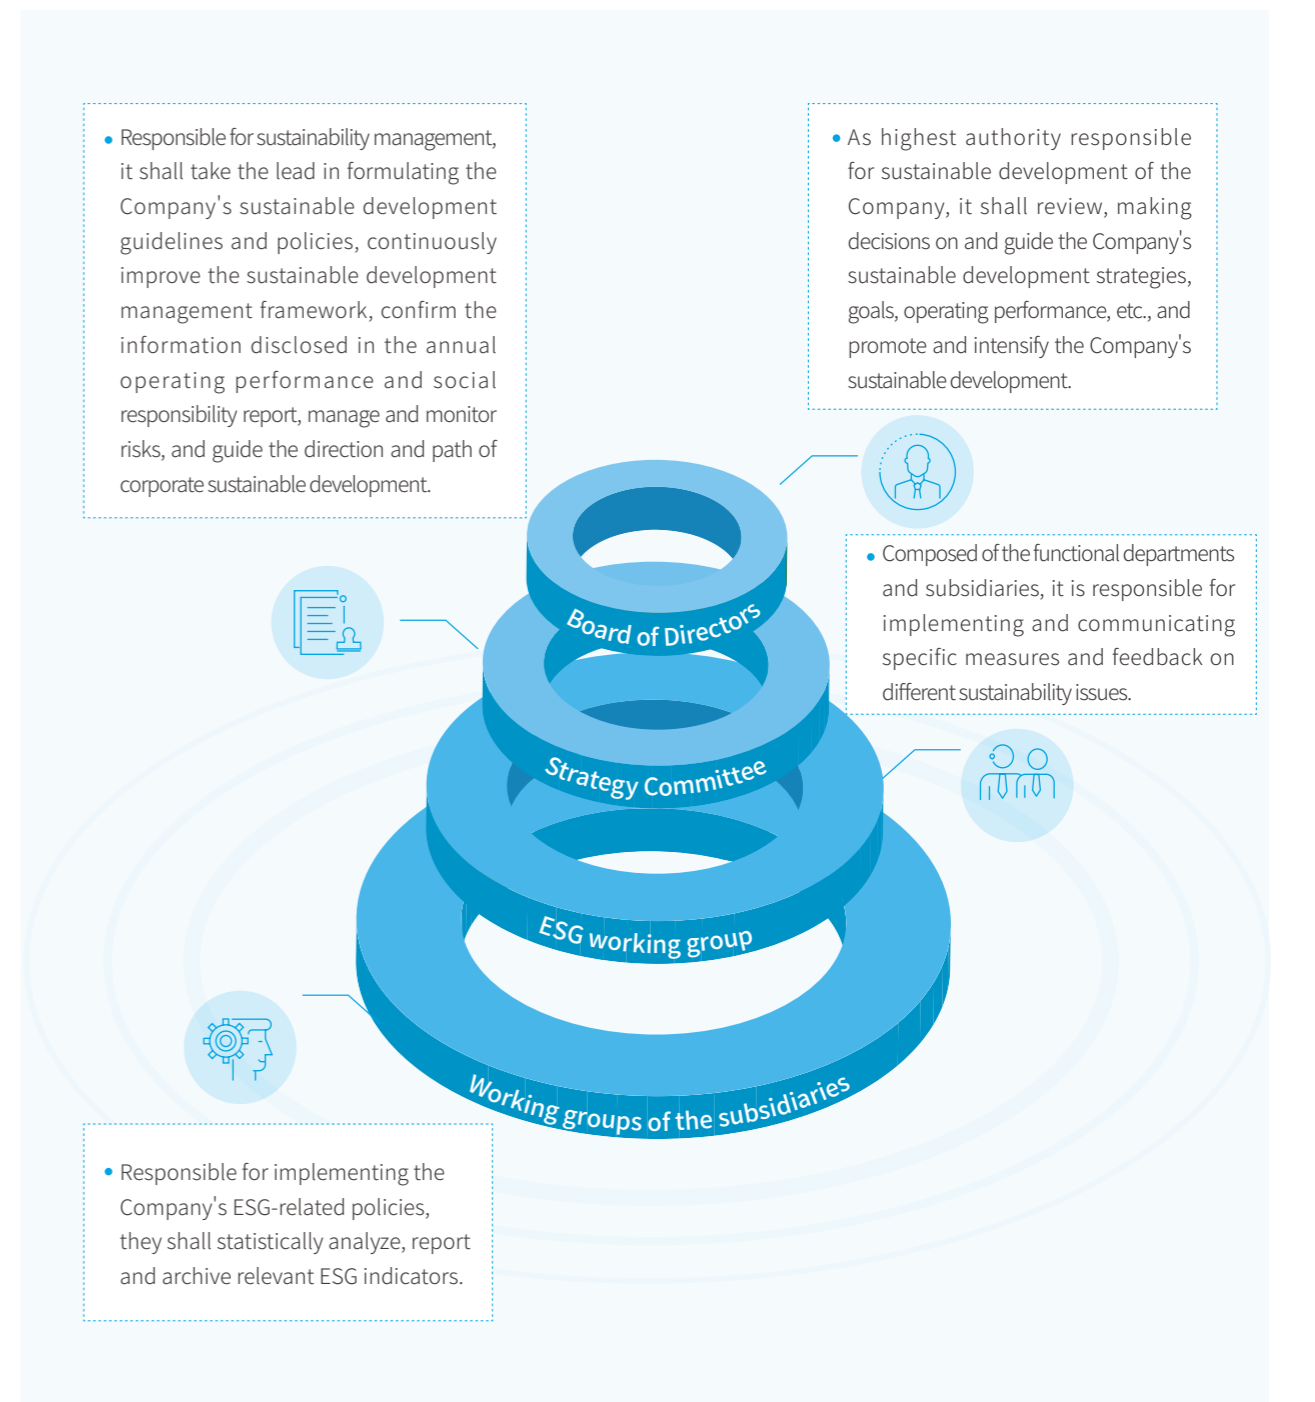 Responsible for sustainability management,
it shall take the lead in formulating the
Company's sustainable development
guidelines and policies, continuously
improve the sustainable development
management framework, confirm the
information disclosed in the annual
operating performance and social
responsibility report, manage and monitor
risks, and guide the direction and path of
corporate sustainable development.
As highest authority responsible
for sustainable development of the
Company, it shall review, making
decisions on and guide the Company's
sustainable development strategies,
goals, operating performance, etc., and
promote and intensify the Company's
sustainable development.
Composed of the functional departments
and subsidiaries, it is responsible for
implementing and communicating
specific measures and feedback on
different sustainability issues.
Board of Directors
Strategy Committee
ESG working group
Working groups of the subsidiaries
Responsible for implementing the
Company's ESG-related policies,
they shall statistically analyze, report
and archive relevant ESG indicators.